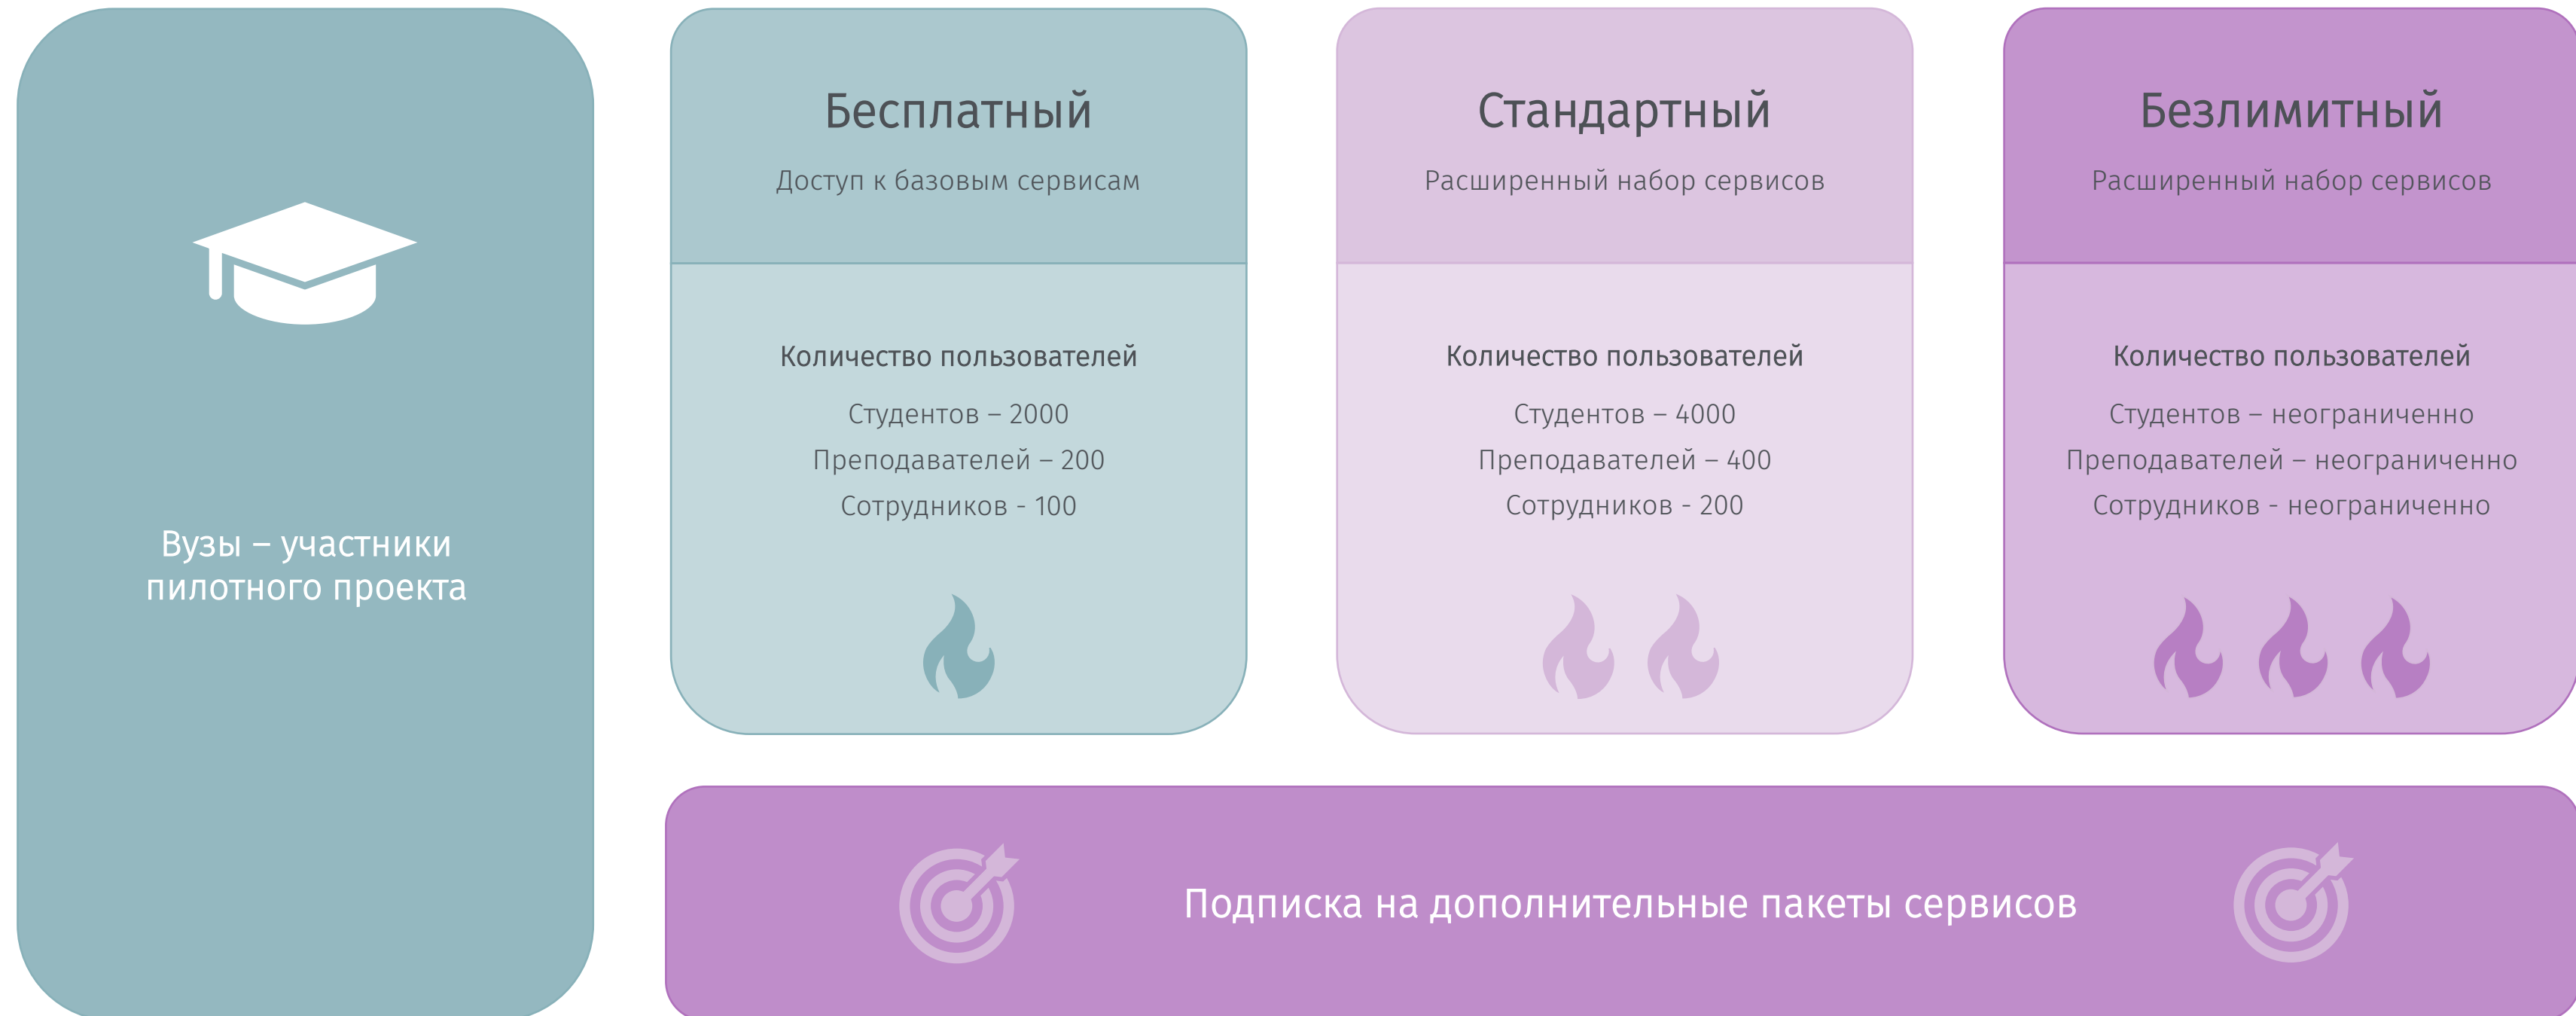 Вузы – участники
пилотного проекта
Бесплатный
Доступ к базовым сервисам
Количество пользователей
Студентов – 2000
Преподавателей – 200
Сотрудников - 100
Стандартный
Расширенный набор сервисов
Количество пользователей
Студентов – 4000
Преподавателей – 400
Сотрудников - 200
Безлимитный
Расширенный набор сервисов
Количество пользователей
Студентов – неограниченно
Преподавателей – неограниченно
Сотрудников - неограниченно
Подписка на дополнительные пакеты сервисов